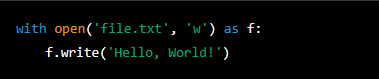 with open('file.txt', 'w') as f:
    f.write('Hello, World!')